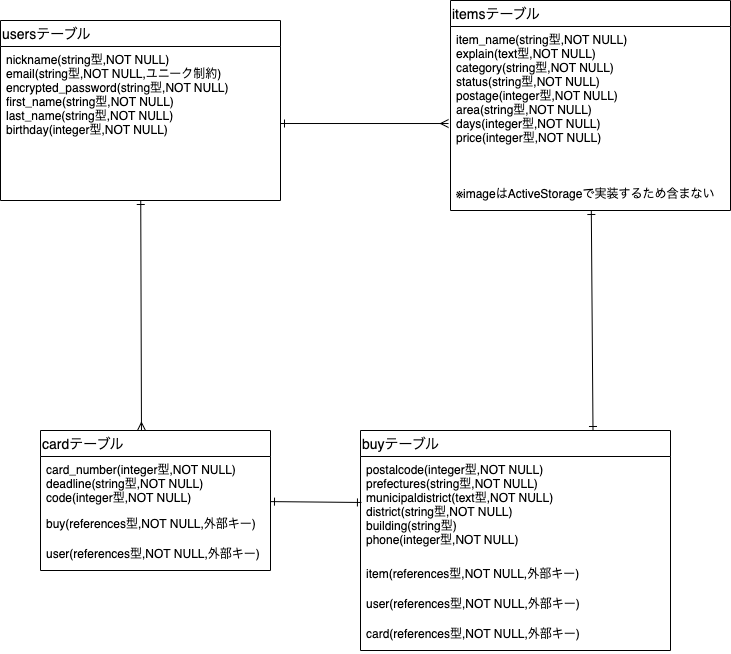 usersテーブル
nickname(string型,NOT NULL)
email(string型,NOT NULL,ユニーク制約)
encrypted_password(string型,NOT NULL)
first_name(string型,NOT NULL)
last_name(string型,NOT NULL)
birthday(integer型,NOT NULL)
itemsテーブル
item_name(string型,NOT NULL)
explain(text型,NOT NULL)
category(string型,NOT NULL)
status(string型,NOT NULL)
postage(integer型,NOT NULL)
area(string型,NOT NULL)
days(integer型,NOT NULL)
price(integer型,NOT NULL)
※imageはActiveStorageで実装するため含まない
cardテーブル
card_number(integer型,NOT NULL)
deadline(string型,NOT NULL)
code(integer型,NOT NULL)
buy(references型,NOT NULL,外部キー)
user(references型,NOT NULL,外部キー)
buyテーブル
postalcode(integer型,NOT NULL)
prefectures(string型,NOT NULL)
municipaldistrict(text型,NOT NULL)
district(string型,NOT NULL)
building(string型)
phone(integer型,NOT NULL)
item(references型,NOT NULL,外部キー)
user(references型,NOT NULL,外部キー)
card(references型,NOT NULL,外部キー)